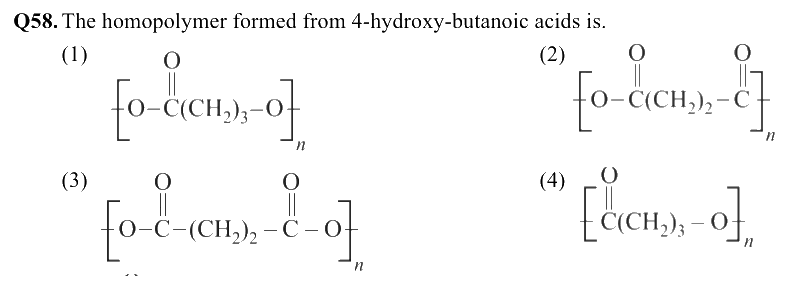 Q58. The homopolymer formed from 4-hydroxy-butanoic acids is.
(1) [O–C(=O)(CH₂)₃–O]ₙ
(2) [O–C(=O)(CH₂)₂–C(=O)]ₙ
(3) [O–C(=O)–(CH₂)₂–C(=O)–O]ₙ
(4) [C(=O)(CH₂)₃–O]ₙ